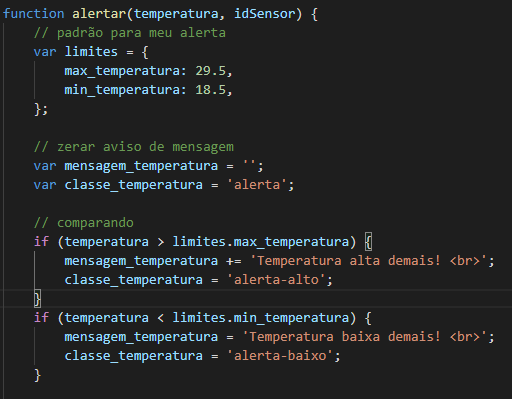 function alertar(temperatura, idSensor) {
// padrão para meu alerta
var limites = {
max_temperatura: 29.5,
min_temperatura: 18.5,
};
// zerar aviso de mensagem
var mensagem_temperatura = '';
var classe_temperatura = 'alerta';
// comparando
if (temperatura > limites.max_temperatura) {
mensagem_temperatura += 'Temperatura alta demais! <br>';
classe_temperatura = 'alerta-alto';
}
if (temperatura < limites.min_temperatura) {
mensagem_temperatura = 'Temperatura baixa demais! <br>';
classe_temperatura = 'alerta-baixo';
}